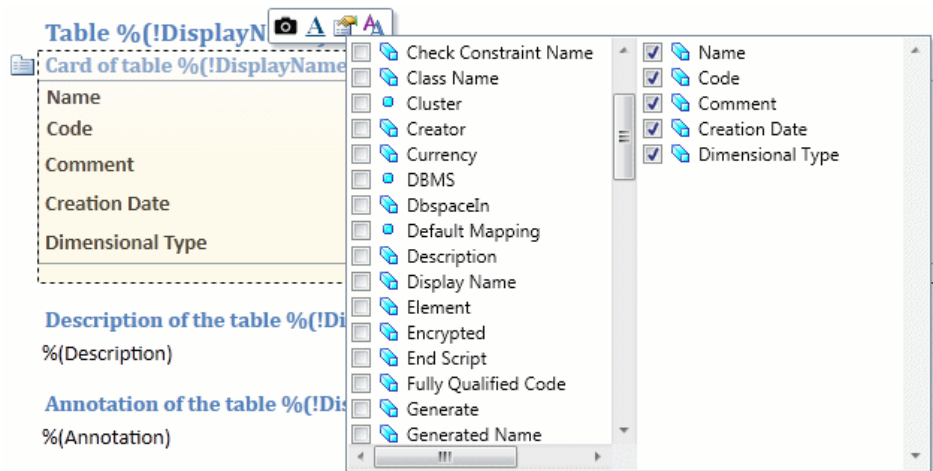 Table %(!DisplayN
Card of table %(!DisplayName
Name
Code
Comment
Creation Date
Dimensional Type
Description of the table %(!Di
%(Description)
Annotation of the table %(!Dis
%(Annotation)
A A
Check Constraint Name
Class Name
Cluster
Creator
Currency
DBMS
DbspaceIn
Default Mapping
Description
Display Name
Element
Encrypted
End Script
Fully Qualified Code
Generate
Generated Name
Name
Code
Comment
Creation Date
Dimensional Type